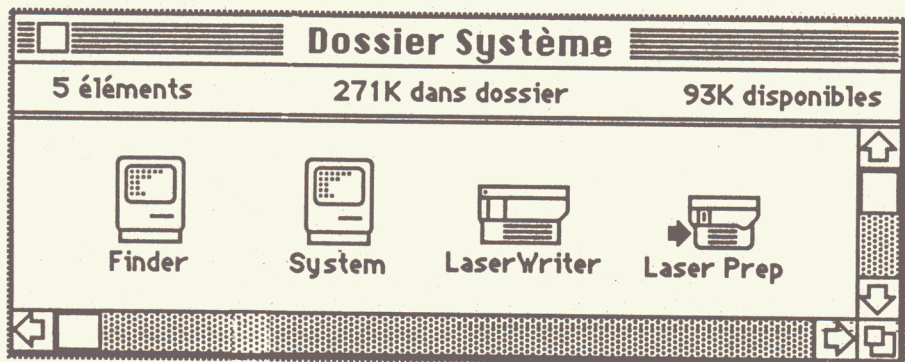 Dossier Système
5 éléments 271K dans dossier 93K disponibles
Finder System LaserWriter Laser Prep